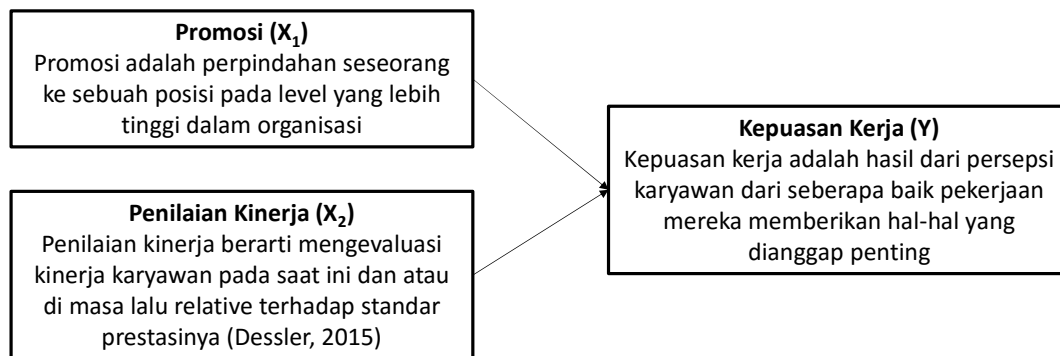 Promosi (X1)
Promosi adalah perpindahan seseorang
ke sebuah posisi pada level yang lebih
tinggi dalam organisasi
Penilaian Kinerja (X2)
Penilaian kinerja berarti mengevaluasi
kinerja karyawan pada saat ini dan atau
di masa lalu relative terhadap standar
prestasinya (Dessler, 2015)
Kepuasan Kerja (Y)
Kepuasan kerja adalah hasil dari persepsi
karyawan dari seberapa baik pekerjaan
mereka memberikan hal-hal yang
dianggap penting